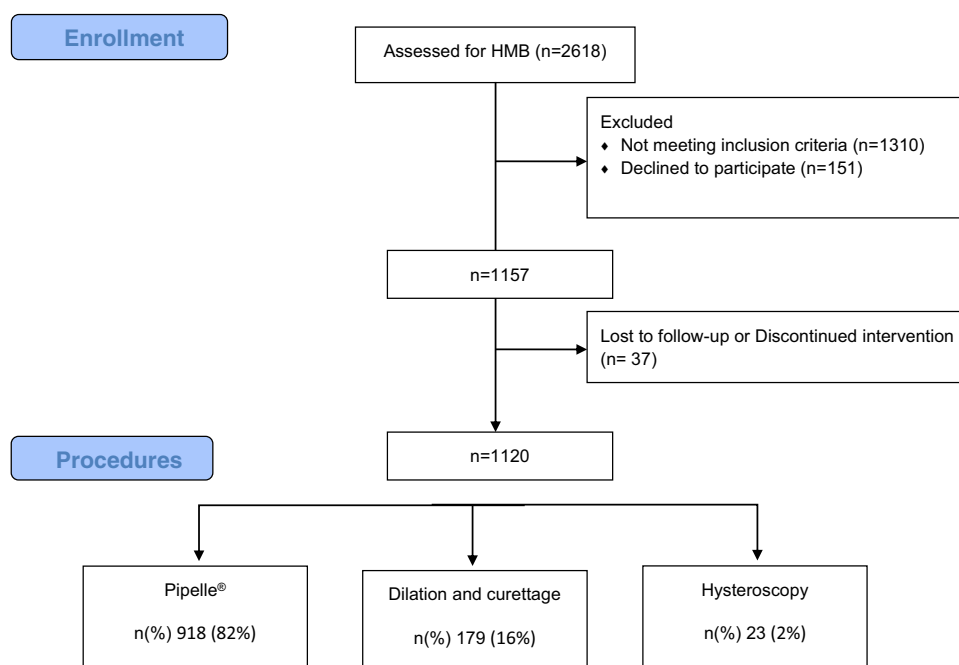 Enrollment
Assessed for HMB (n=2618)
Excluded
♦ Not meeting inclusion criteria (n=1310)
♦ Declined to participate (n=151)
n=1157
Lost to follow-up or Discontinued intervention
(n= 37)
n=1120
Procedures
Pipelle®
n(%) 918 (82%)
Dilation and curettage
n(%) 179 (16%)
Hysteroscopy
n(%) 23 (2%)